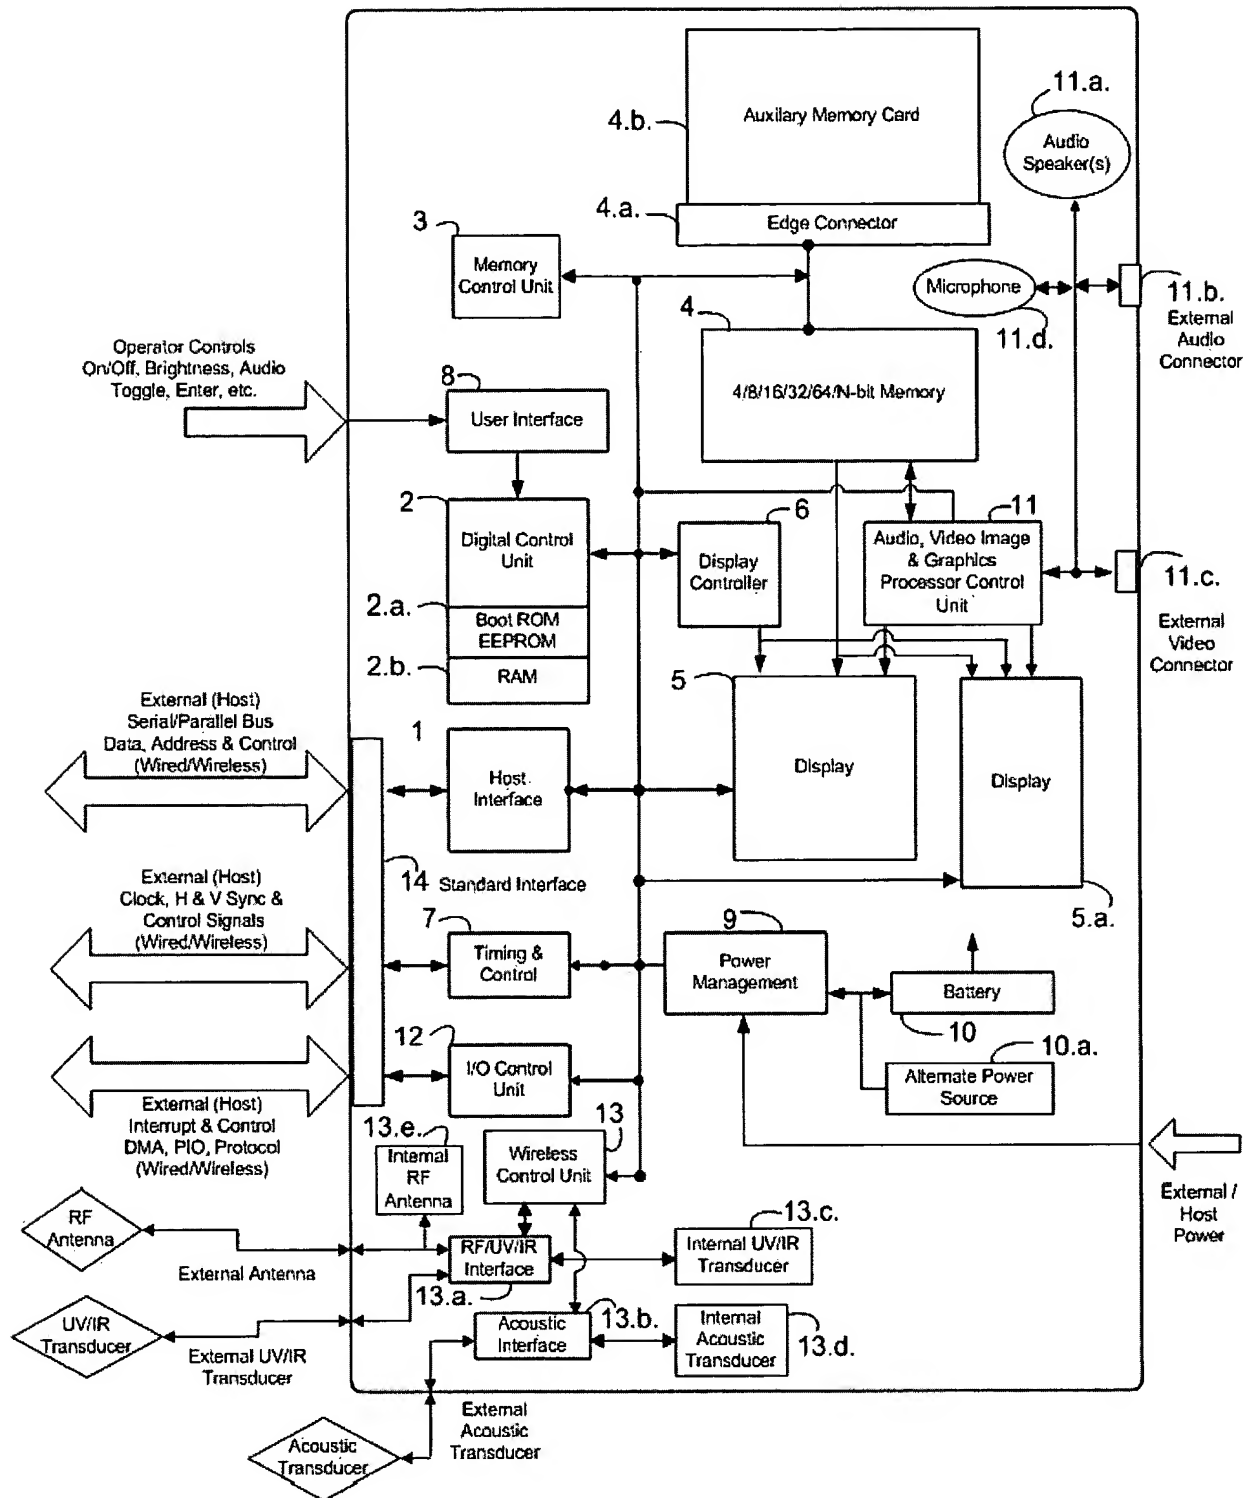 11.a.
Audio
Speaker(s)
4.b.
Auxilary Memory Card
4.a.
Edge Connector
3
Memory
Control Unit
Microphone
11.d.
11.b.
External
Audio
Connector
Operator Controls
On/Off, Brightness, Audio
Toggle, Enter, etc.
8
User Interface
4
4/8/16/32/64/N-bit Memory
2
Digital Control
Unit
2.a.
Boot ROM
EEPROM
2.b.
RAM
6
Display
Controller
11
Audio, Video Image
& Graphics
Processor Control
Unit
11.c.
External
Video
Connector
External (Host)
Serial/Parallel Bus
Data, Address & Control
(Wired/Wireless)
1
Host
Interface
5
Display
Display
5.a.
14
Standard Interface
External (Host)
Clock, H & V Sync &
Control Signals
(Wired/Wireless)
7
Timing &
Control
9
Power
Management
Battery
10
10.a.
Alternate Power
Source
12
I/O Control
Unit
External (Host)
Interrupt & Control
DMA, PIO, Protocol
(Wired/Wireless)
13.e.
Internal
RF
Antenna
13
Wireless
Control Unit
External /
Host
Power
RF
Antenna
External Antenna
RF/UV/IR
Interface
13.a.
13.c.
Internal UV/IR
Transducer
UV/IR
Transducer
External UV/IR
Transducer
13.b.
Acoustic
Interface
Internal
Acoustic
Transducer
13.d.
External
Acoustic
Transducer
Acoustic
Transducer